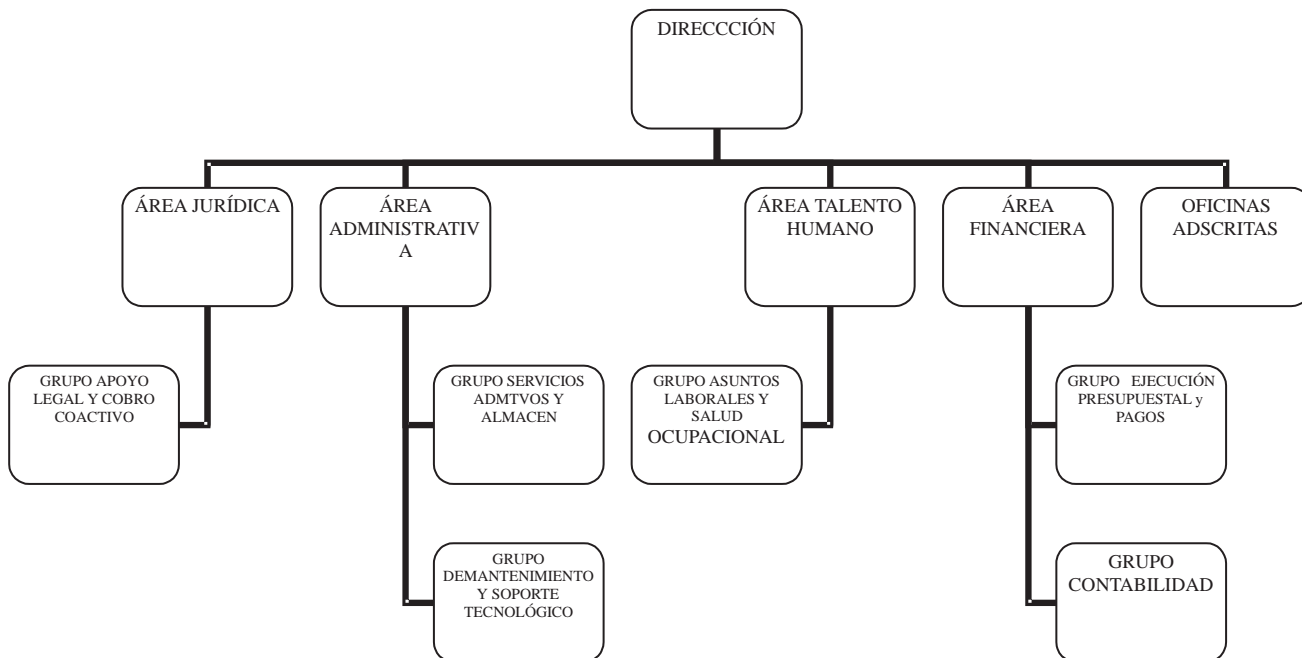 DIRECCCIÓN
ÁREA JURÍDICA
ÁREA
ADMINISTRATIV
A
ÁREA TALENTO
HUMANO
ÁREA
FINANCIERA
OFICINAS
ADSCRITAS
GRUPO APOYO
LEGAL Y COBRO
COACTIVO
GRUPO SERVICIOS
ADMTVOS Y
ALMACEN
GRUPO ASUNTOS
LABORALES Y
SALUD
OCUPACIONAL
GRUPO EJECUCIÓN
PRESUPUESTAL y
PAGOS
GRUPO
DEMANTENIMIENTO
Y SOPORTE
TECNOLÓGICO
GRUPO
CONTABILIDAD